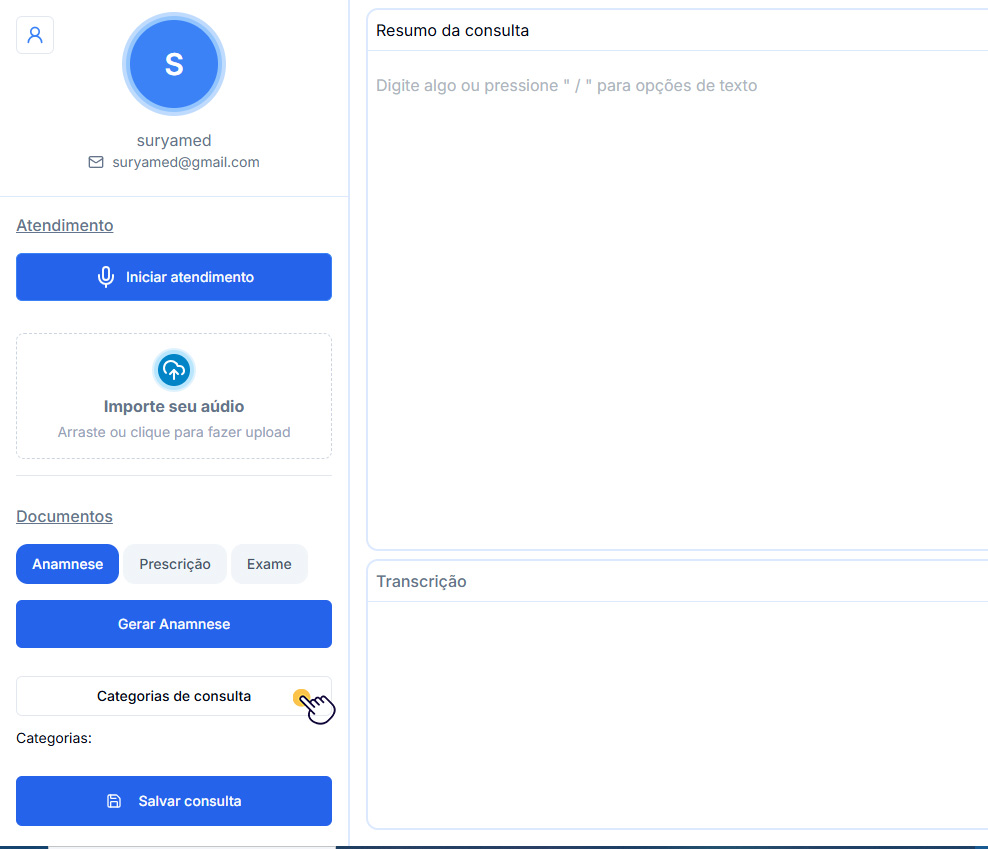 S
suryamed
suryamed@gmail.com
Atendimento
Iniciar atendimento
Importe seu aúdio
Arraste ou clique para fazer upload
Documentos
Anamnese Prescrição Exame
Gerar Anamnese
Categorias de consulta
Categorias:
Salvar consulta
Resumo da consulta
Digite algo ou pressione " / " para opções de texto
Transcrição